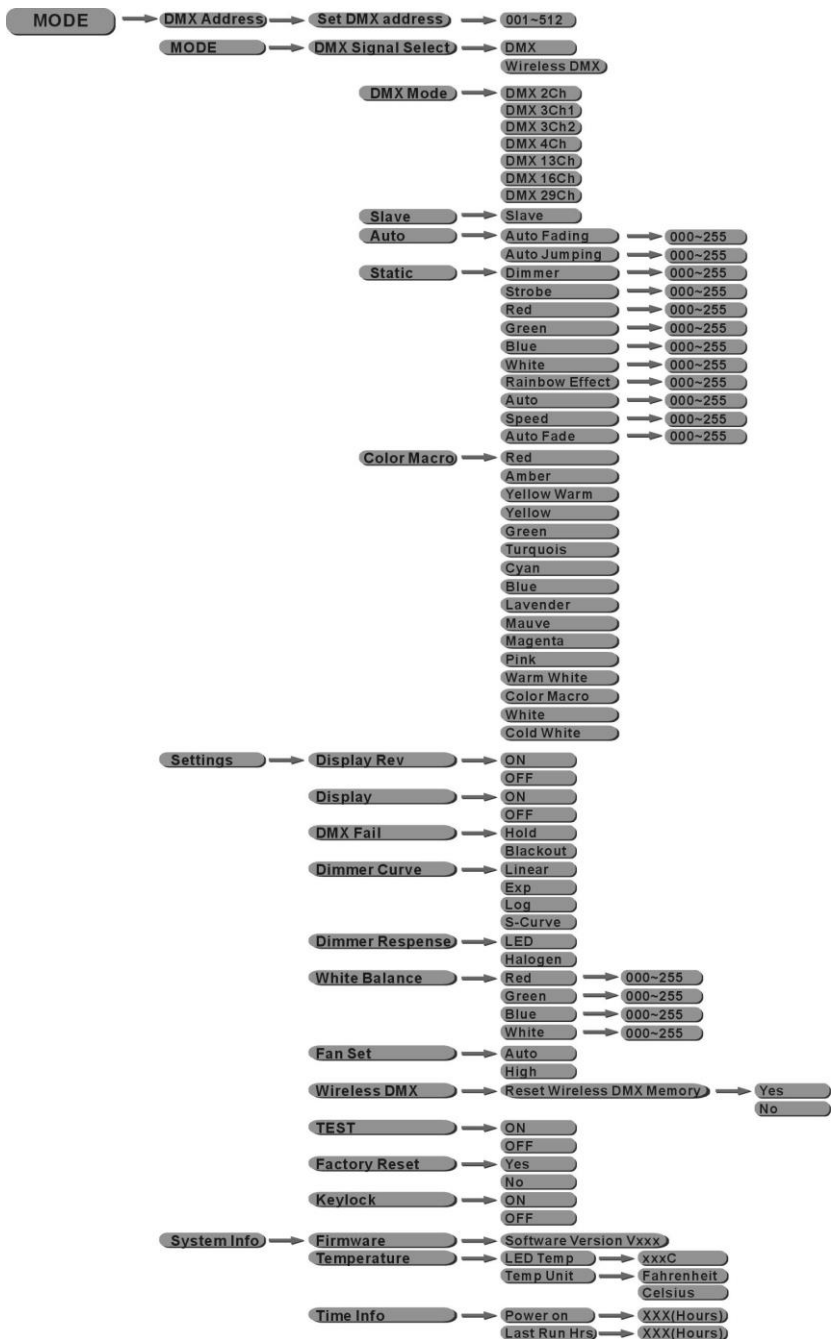 MODE DMX Address Set DMX address 001~512
MODE DMX Signal Select DMX
Wireless DMX
DMX Mode DMX 2Ch
DMX 3Ch1
DMX 3Ch2
DMX 4Ch
DMX 13Ch
DMX 16Ch
DMX 29Ch
Slave Slave
Auto Auto Fading 000~255
Auto Jumping 000~255
Static Dimmer 000~255
Strobe 000~255
Red 000~255
Green 000~255
Blue 000~255
White 000~255
Rainbow Effect 000~255
Auto 000~255
Speed 000~255
Auto Fade 000~255
Color Macro Red
Amber
Yellow Warm
Yellow
Green
Turquois
Cyan
Blue
Lavender
Mauve
Magenta
Pink
Warm White
Color Macro
White
Cold White
Settings Display Rev ON
OFF
Display ON
OFF
DMX Fail Hold
Blackout
Dimmer Curve Linear
Exp
Log
S-Curve
Dimmer Respense LED
Halogen
White Balance Red 000~255
Green 000~255
Blue 000~255
White 000~255
Fan Set Auto
High
Wireless DMX Reset Wireless DMX Memory Yes
No
TEST ON
OFF
Factory Reset Yes
No
Keylock ON
OFF
System Info Firmware Software Version Vxxx
Temperature LED Temp xxxC
Temp Unit Fahrenheit
Celsius
Time Info Power on XXX(Hours)
Last Run Hrs XXX(Hours)